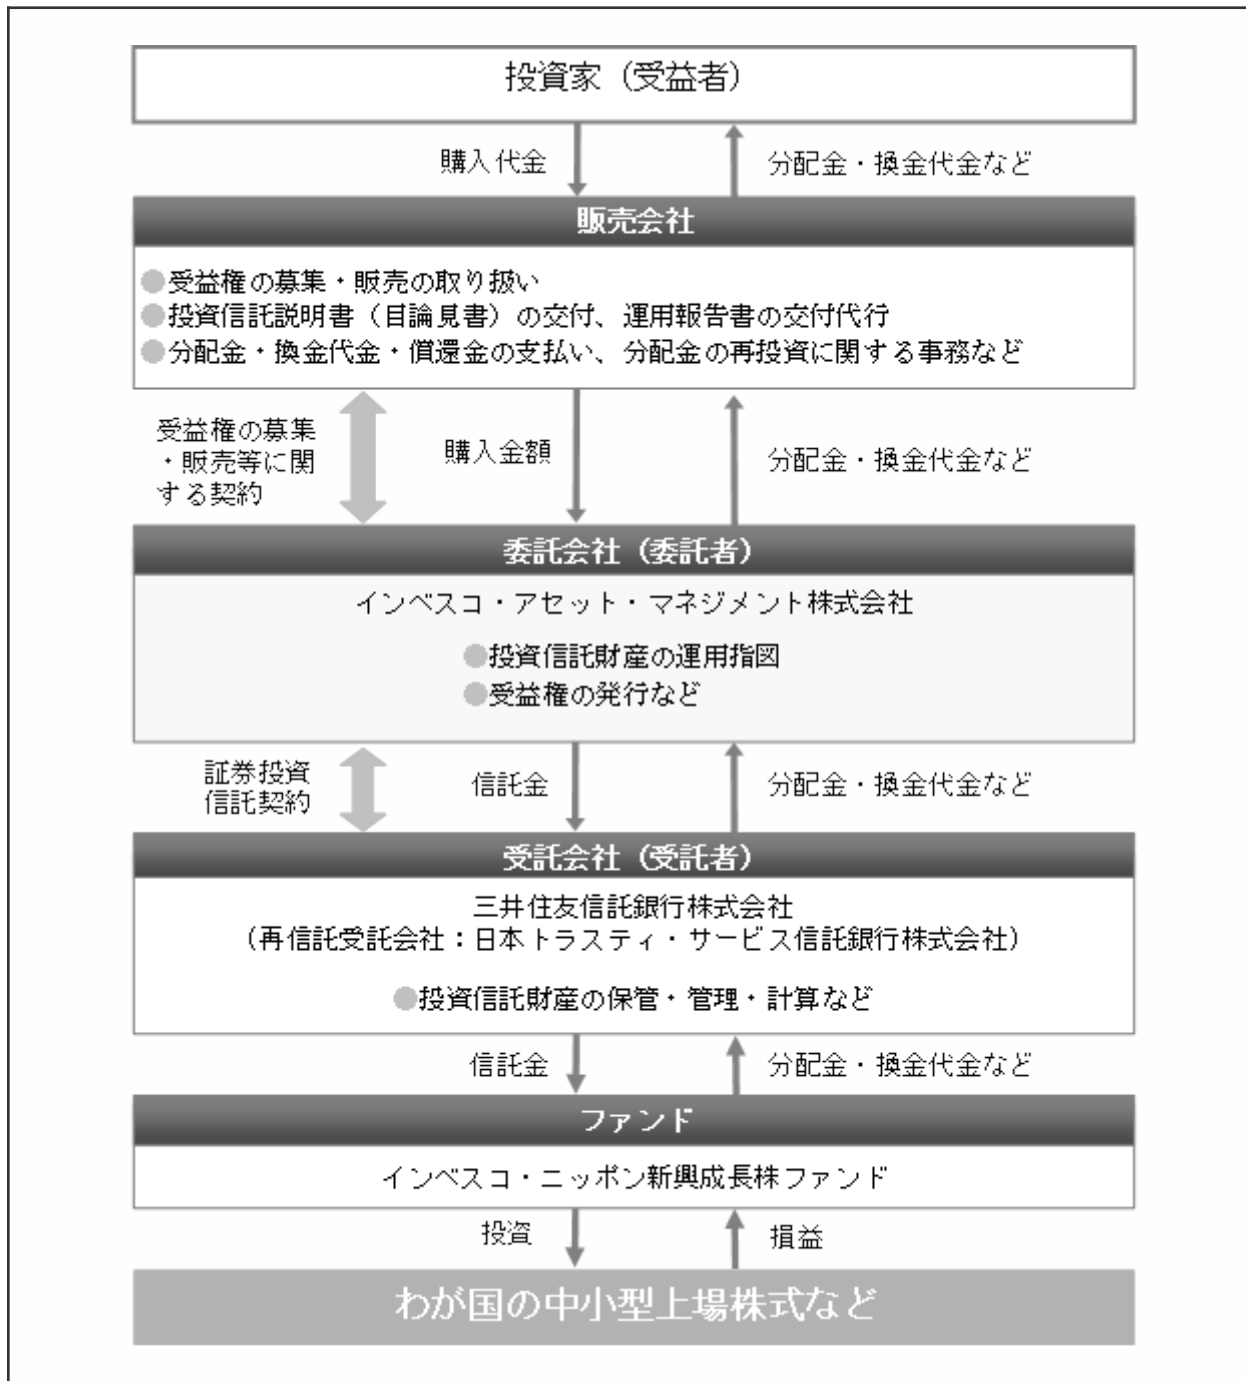 投資家（受益者）
購入代金
分配金・換金代金など
販売会社
●受益権の募集・販売の取り扱い
●投資信託説明書（目論見書）の交付、運用報告書の交付代行
●分配金・換金代金・償還金の支払い、分配金の再投資に関する事務など
受益権の募集
・販売等に関
する契約
購入金額
分配金・換金代金など
委託会社（委託者）
インベスコ・アセット・マネジメント株式会社
●投資信託財産の運用指図
●受益権の発行など
証券投資
信託契約
信託金
分配金・換金代金など
受託会社（受託者）
三井住友信託銀行株式会社
（再信託受託会社：日本トラスティ・サービス信託銀行株式会社）
●投資信託財産の保管・管理・計算など
信託金
分配金・換金代金など
ファンド
インベスコ・ニッポン新興成長株ファンド
投資
損益
わが国の中小型上場株式など